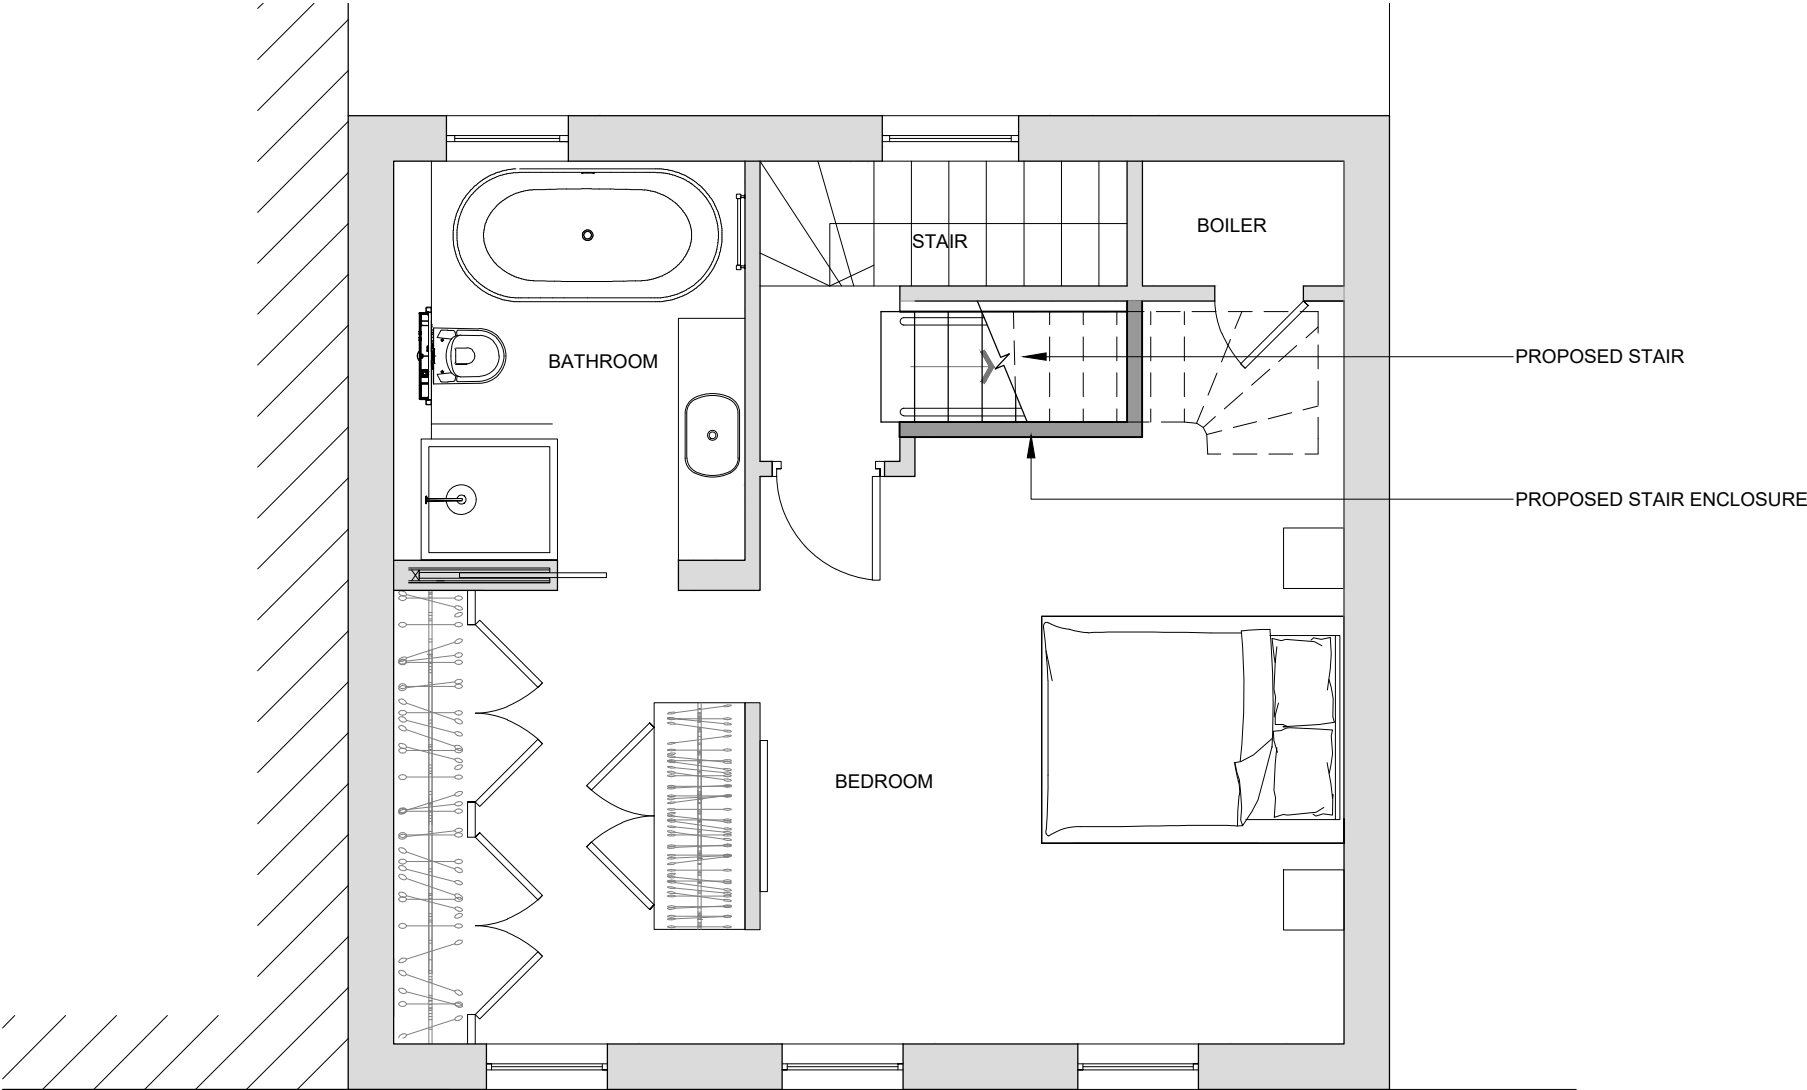 BOILER
STAIR
PROPOSED STAIR
BATHROOM
PROPOSED STAIR ENCLOSURE
BEDROOM